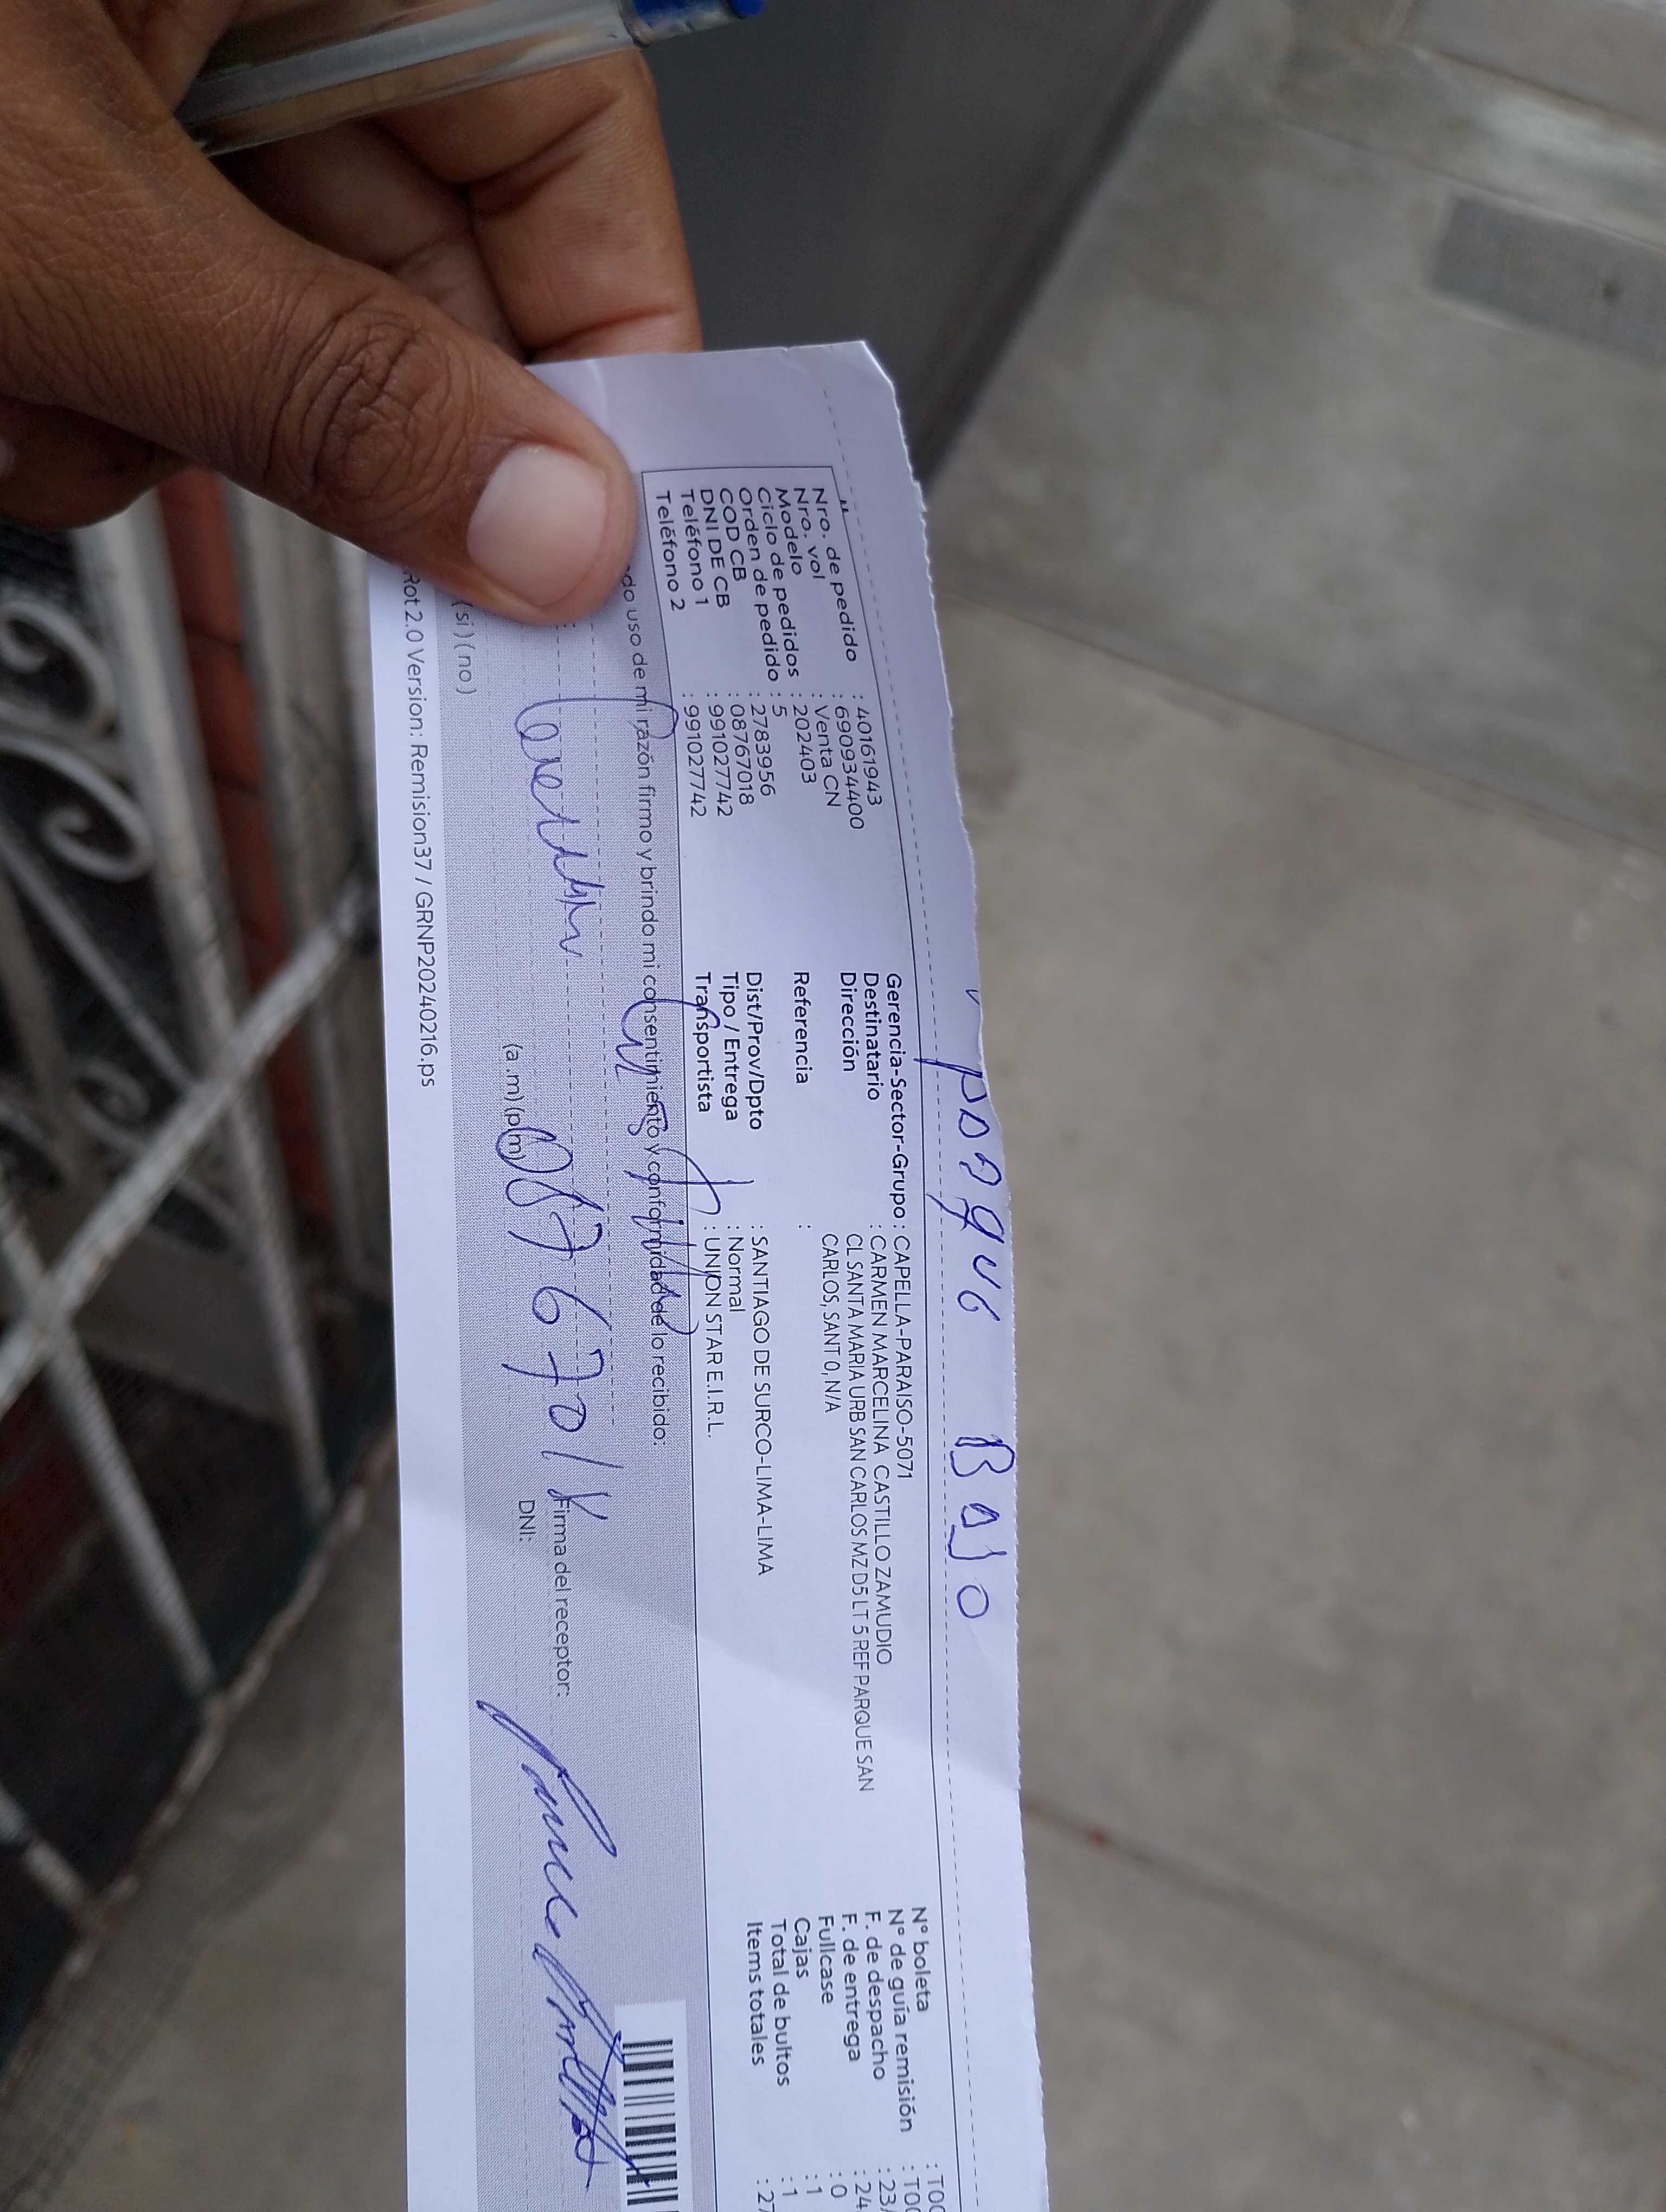 parque Bajo
Nro. de pedido : 40161943
Nro. vol : 690934400
Modelo : Venta CN
Ciclo de pedidos : 202403
Orden de pedido : 5
COD CB : 2783956
DNI DE CB : 08767018
Teléfono 1 : 991027742
Teléfono 2 : 991027742
Gerencia-Sector-Grupo : CAPELLA-PARAISO-5071
Destinatario : CARMEN MARCELINA CASTILLO ZAMUDIO
Dirección : CL SANTA MARIA URB SAN CARLOS MZ D5 LT 5 REF PARQUE SAN
CARLOS, SANT 0, N/A
Referencia :
Dist/Prov/Dpto : SANTIAGO DE SURCO-LIMA-LIMA
Tipo / Entrega : Normal
Transportista : UNION STAR E.I.R.L.
N° boleta : T00
N° de guía remisión : T00
F. de despacho : 23/
F. de entrega : 24
Fullcase : 0
Cajas : 1
Total de bultos : 1
Items totales : 27
do uso de mi razón firmo y brindo mi consentimiento y conformidad de lo recibido:
Firma del receptor:
08767018
DNI:
(si) (no) (a.m) (p.m)
Rot 2.0 Version: Remision37 / GRNP20240216.ps